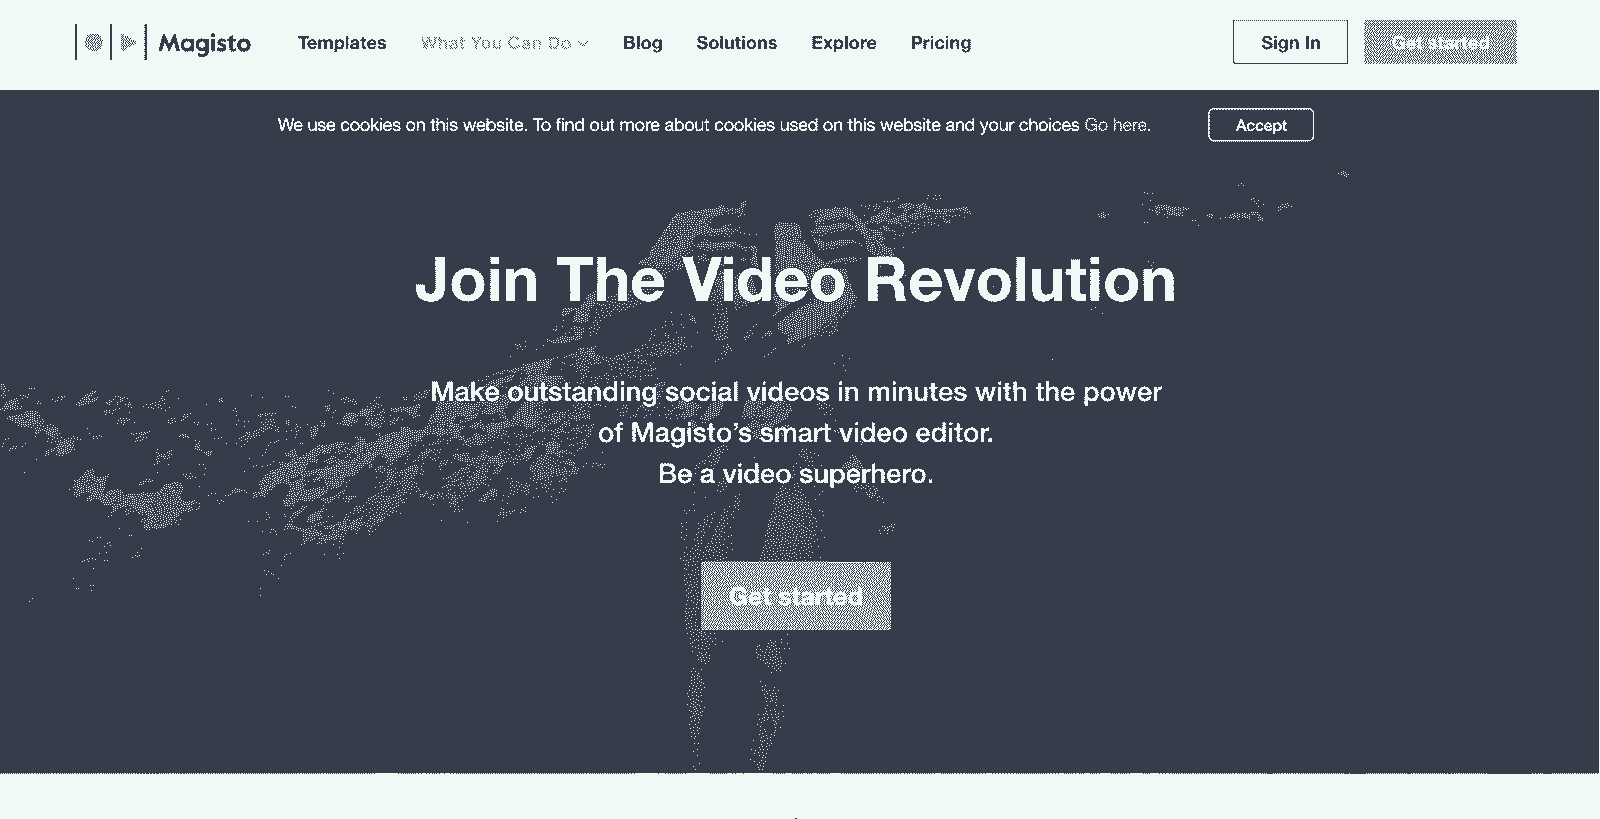 Magisto
Templates
What You Can Do
Blog
Solutions
Explore
Pricing
Sign In
Get started
We use cookies on this website. To find out more about cookies used on this website and your choices Go here.
Accept
Join The Video Revolution
Make outstanding social videos in minutes with the power
of Magisto’s smart video editor.
Be a video superhero.
Get started